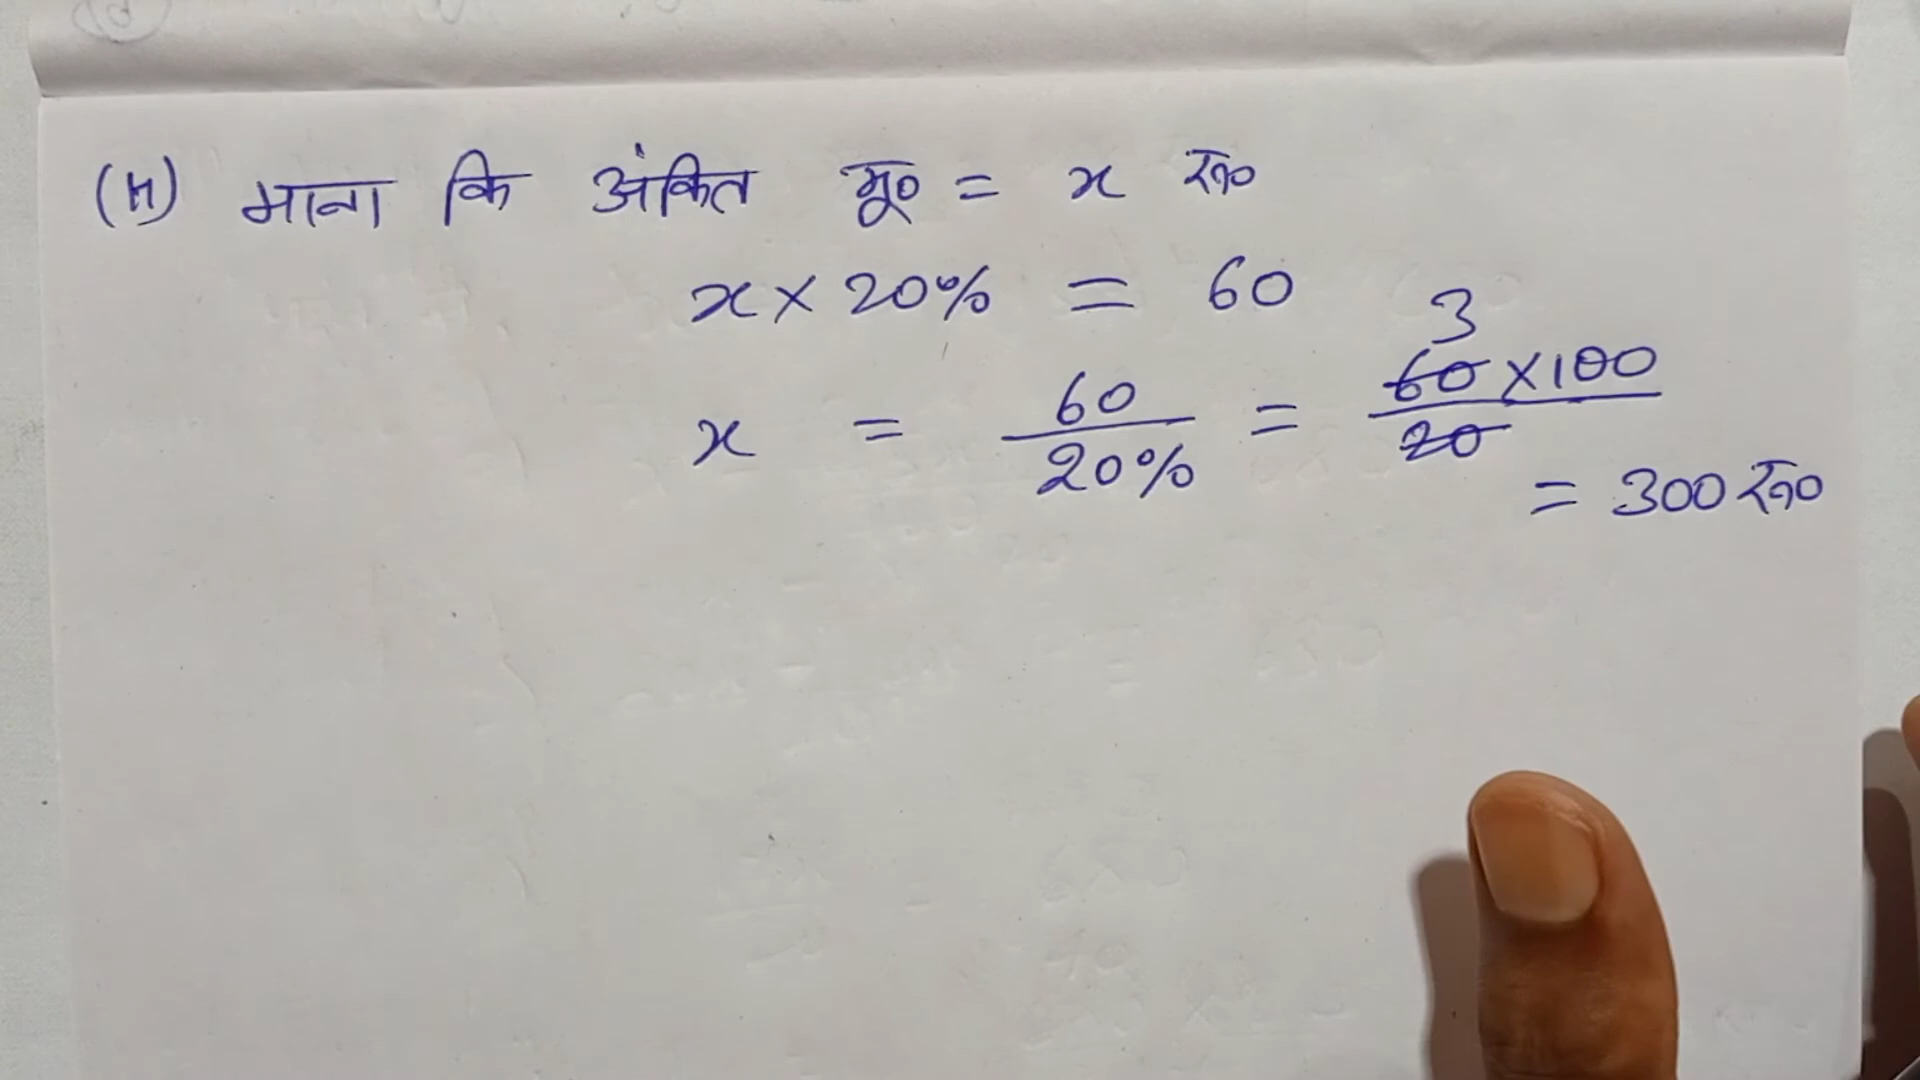 (H) माना कि अंकित मू० = x रू०
x × 20% = 60
x = 60/20% = 3 60×100/20
= 300 रू०